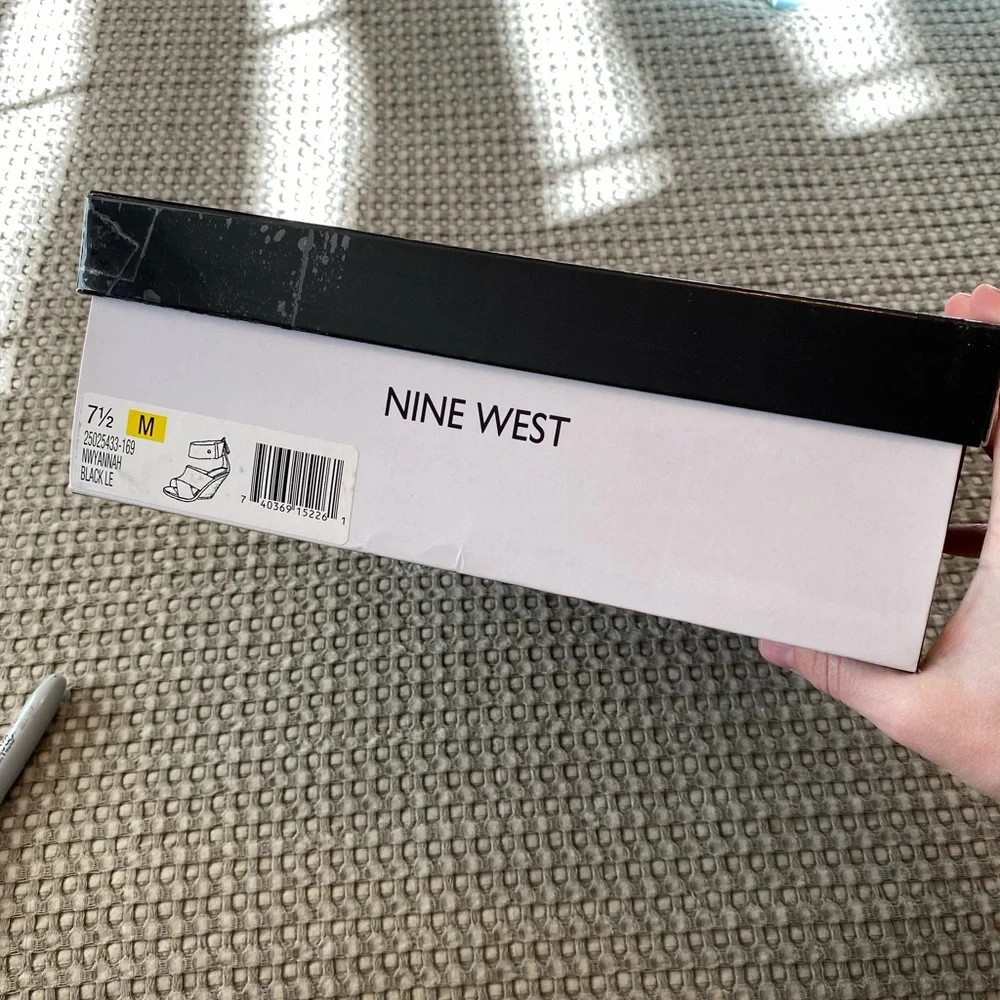 NINE WEST
7½ M
25025433-169
NWYANNAH
BLACK LE
7 40369 15226 1